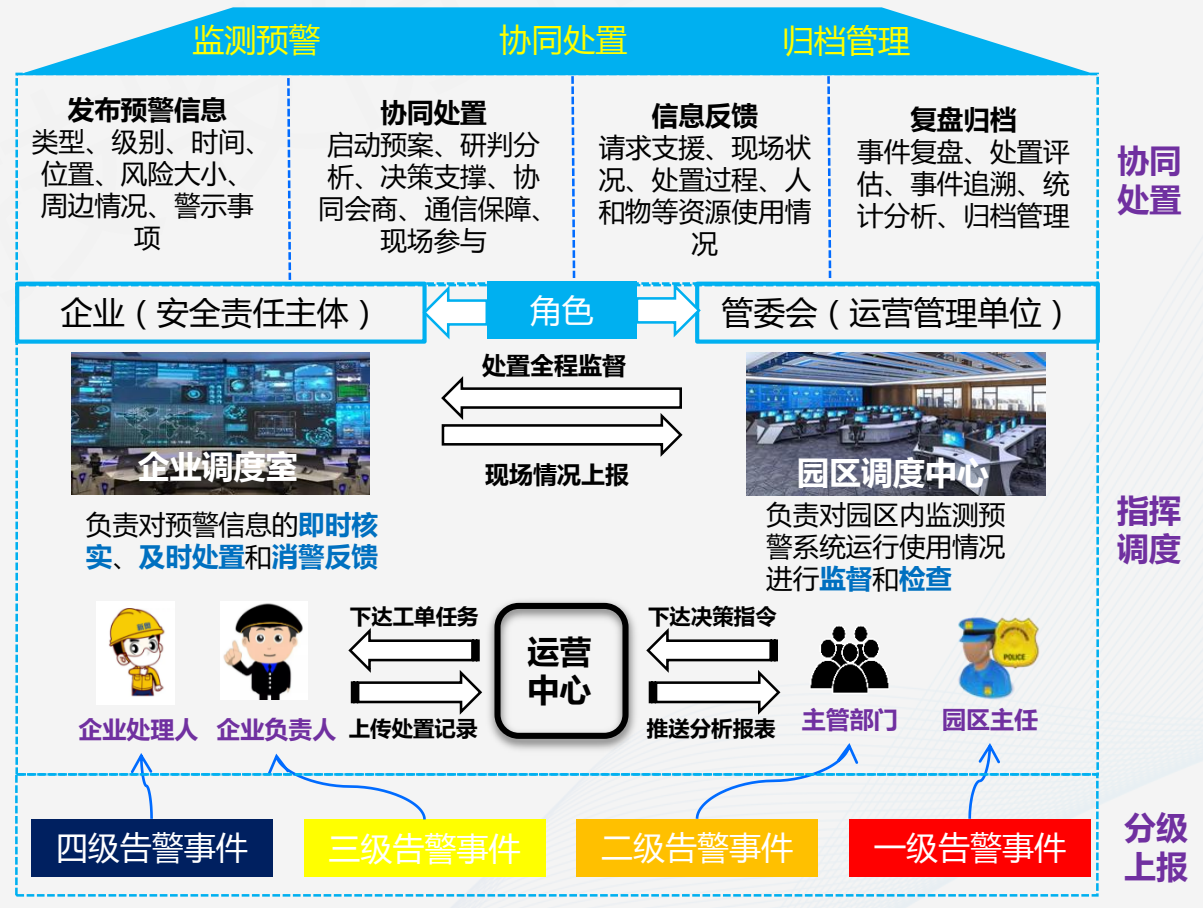 监测预警
协同处置
归档管理
发布预警信息
类型、级别、时间、
位置、风险大小、
周边情况、警示事
项
协同处置
启动预案、研判分
析、决策支撑、协
同会商、通信保障、
现场参与
信息反馈
请求支援、现场状
况、处置过程、人
和物等资源使用情
况
复盘归档
事件复盘、处置评
估、事件追溯、统
计分析、归档管理
协同
处置
企业（安全责任主体）
角色
管委会（运营管理单位）
处置全程监督
现场情况上报
企业调度室
园区调度中心
负责对预警信息的即时核
实、及时处置和消警反馈
负责对园区内监测预
警系统运行使用情况
进行监督和检查
指挥
调度
下达工单任务
上传处置记录
运营
中心
下达决策指令
推送分析报表
POLICE
企业处理人
企业负责人
主管部门
园区主任
四级告警事件
三级告警事件
二级告警事件
一级告警事件
分级
上报